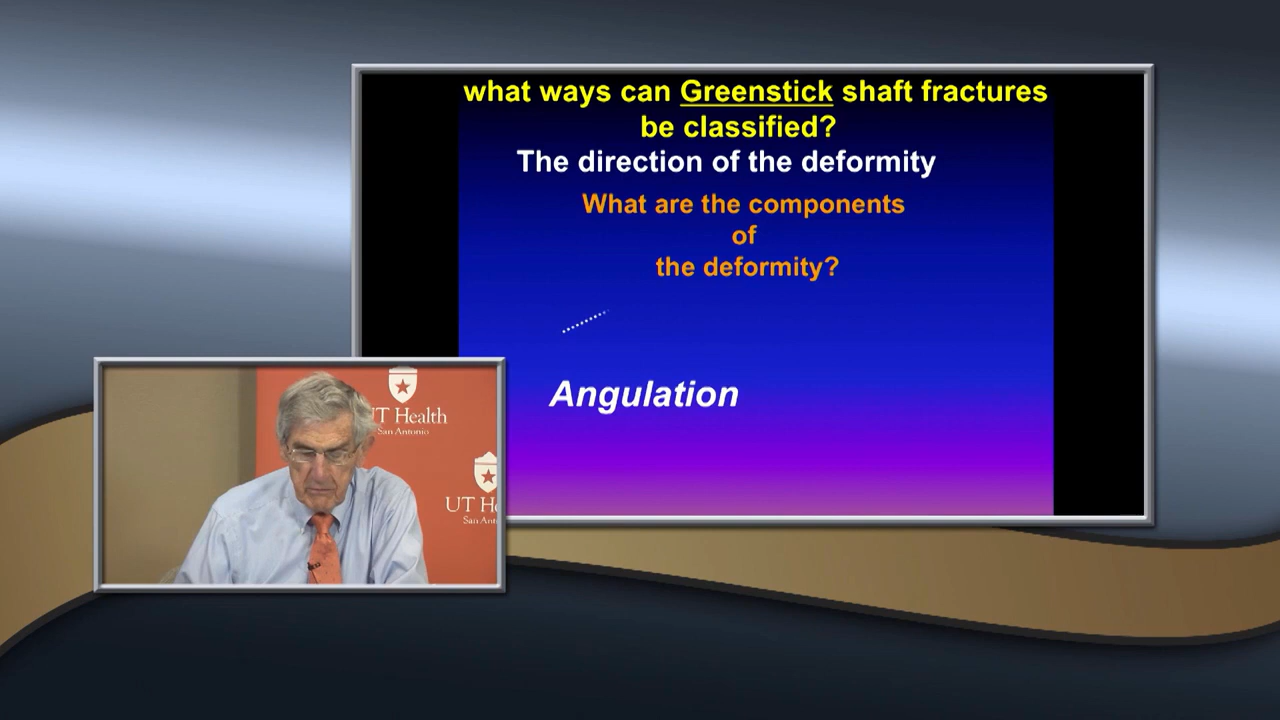 what ways can Greenstick shaft fractures
be classified?
The direction of the deformity
What are the components
of
the deformity?
Angulation
UT Health
San Antonio
UT He
San Anto